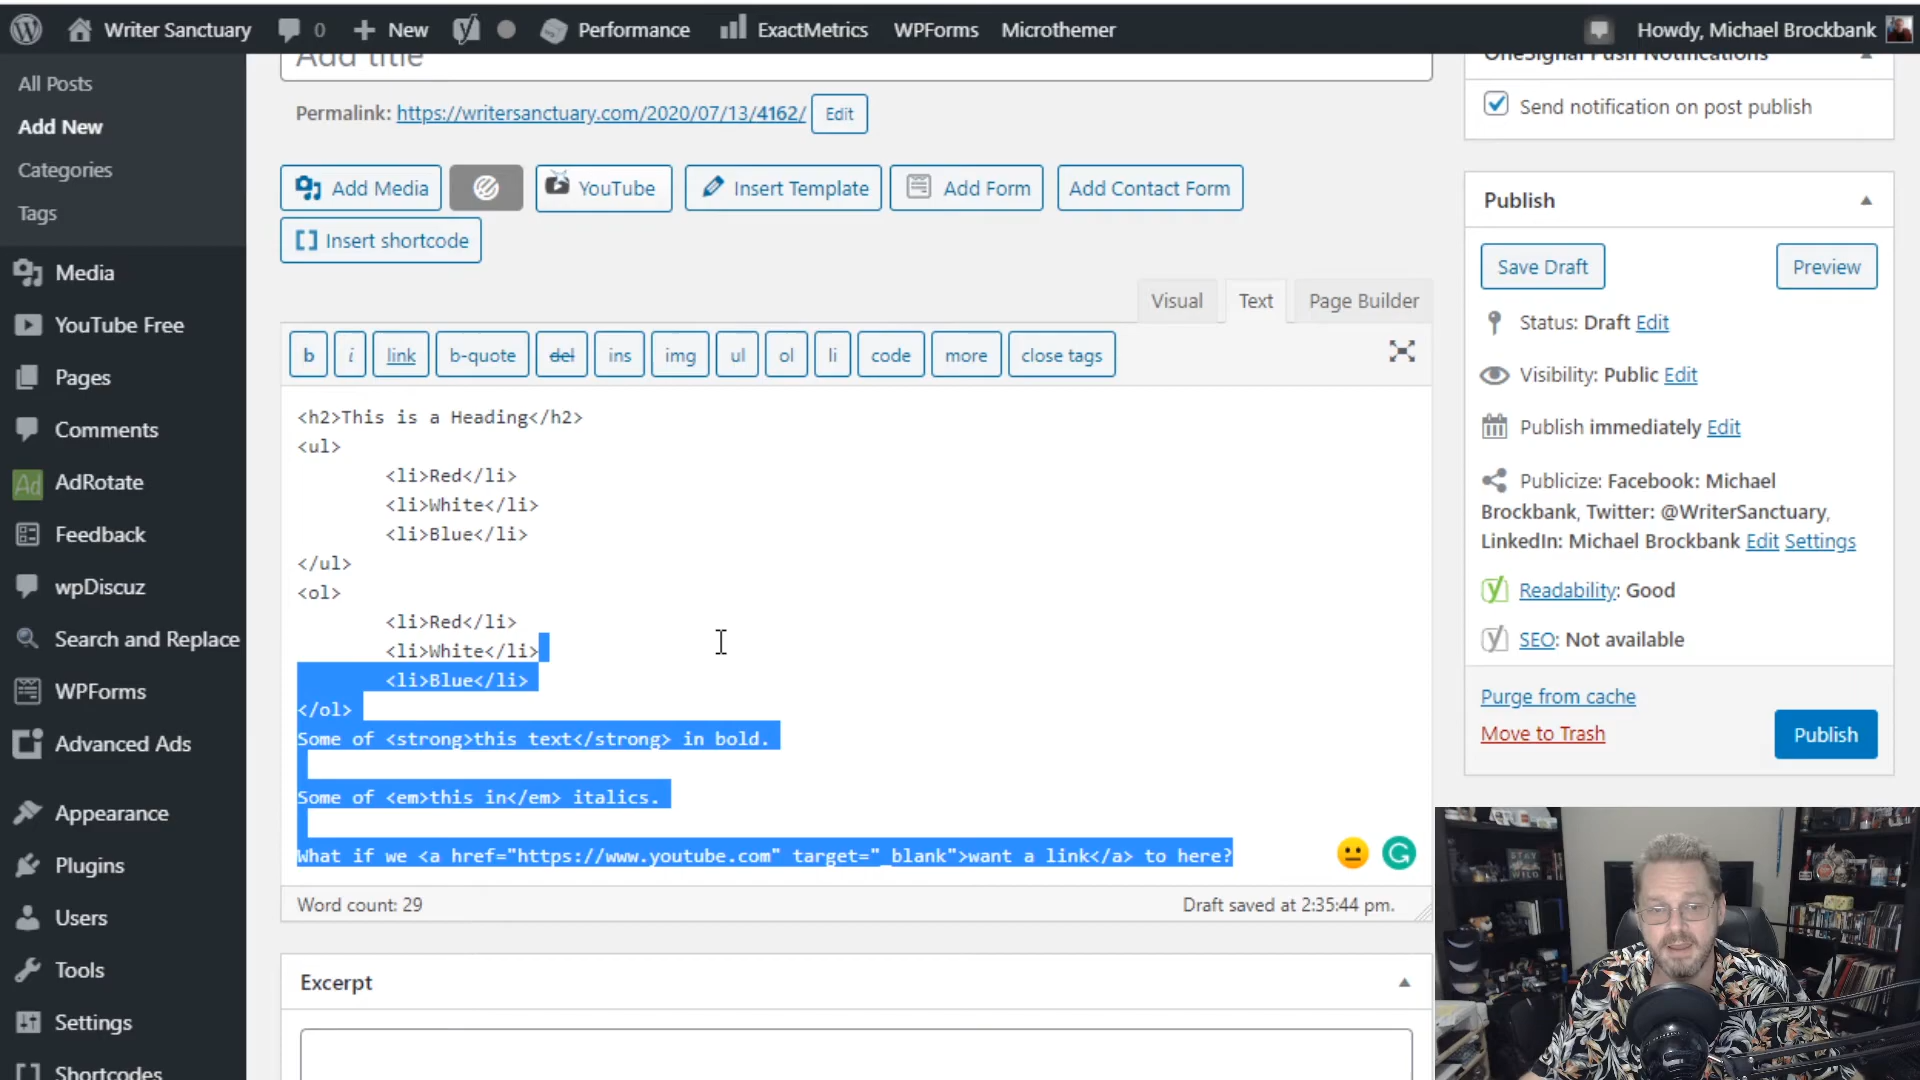 Writer Sanctuary 0 New Performance ExactMetrics WPForms Microthemer Howdy, Michael Brockbank
All Posts
Add New
Categories
Tags
Media
YouTube Free
Pages
Comments
AdRotate
Feedback
wpDiscuz
Search and Replace
WPForms
Advanced Ads
Appearance
Plugins
Users
Tools
Settings
Shortcodes
Add title
Permalink: https://writersanctuary.com/2020/07/13/4162/ Edit
Add Media YouTube Insert Template Add Form Add Contact Form
Insert shortcode
Visual Text Page Builder
b i link b-quote del ins img ul ol li code more close tags
<h2>This is a Heading</h2>
<ul>
<li>Red</li>
<li>White</li>
<li>Blue</li>
</ul>
<ol>
<li>Red</li>
<li>White</li>
<li>Blue</li>
</ol>
Some of <strong>this text</strong> in bold.
Some of <em>this in</em> italics.
What if we <a href="https://www.youtube.com" target="_blank">want a link</a> to here?
Word count: 29 Draft saved at 2:35:44 pm.
Excerpt
OneSignal Push Notifications
Send notification on post publish
Publish
Save Draft Preview
Status: Draft Edit
Visibility: Public Edit
Publish immediately Edit
Publicize: Facebook: Michael
Brockbank, Twitter: @WriterSanctuary,
LinkedIn: Michael Brockbank Edit Settings
Readability: Good
SEO: Not available
Purge from cache
Move to Trash Publish